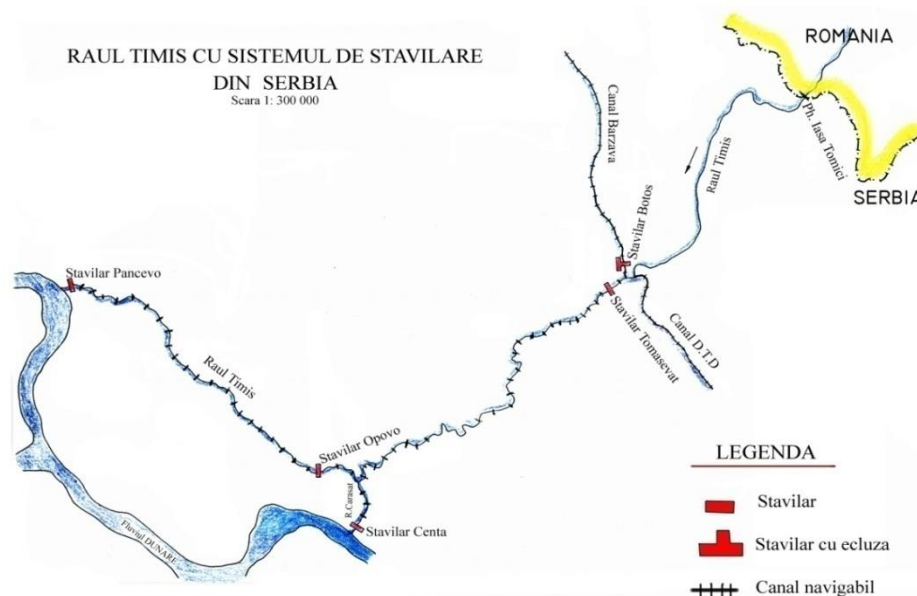 RAUL TIMIS CU SISTEMUL DE STAVILARE
DIN SERBIA
Scara 1: 300 000
ROMANIA
Ph. Iasa Tomici
SERBIA
Canal Barzava
Raul Timis
Stavilar Botos
Stavilar Tomasevat
Canal D.T.D
Stavilar Pancevo
Raul Timis
Stavilar Opovo
R.Carasat
Stavilar Centa
Fluviul DUNARE
LEGENDA
Stavilar
Stavilar cu ecluza
Canal navigabil